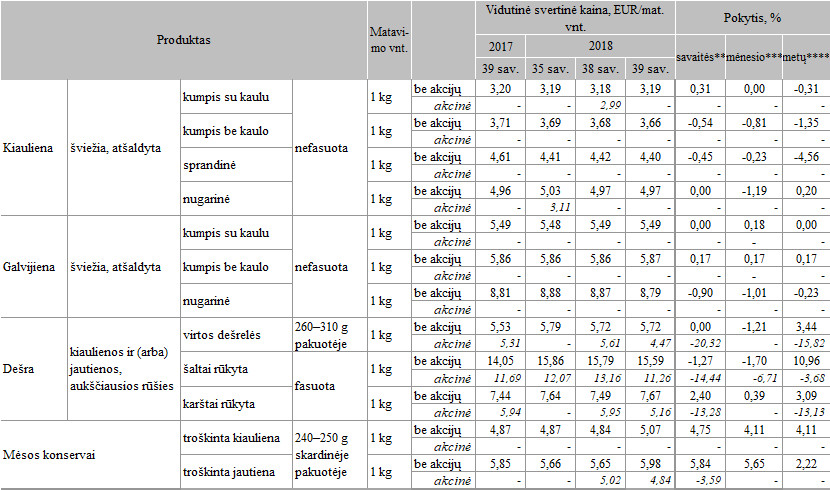 Produktas Matavi- Vidutinė svertinė kaina, EUR/mat. Pokytis, %
mo vnt. vnt.
2017 2018 savaitės** mėnesio*** metų****
39 sav. 35 sav. 38 sav. 39 sav.
Kiauliena šviežia, atšaldyta kumpis su kaulu nefasuota 1 kg be akcijų 3,20 3,19 3,18 3,19 0,31 0,00 -0,31
akcinė - - 2,99 - - - -
kumpis be kaulo 1 kg be akcijų 3,71 3,69 3,68 3,66 -0,54 -0,81 -1,35
akcinė - - - - - - -
sprandinė 1 kg be akcijų 4,61 4,41 4,42 4,40 -0,45 -0,23 -4,56
akcinė - - - - - - -
nugarinė 1 kg be akcijų 4,96 5,03 4,97 4,97 0,00 -1,19 0,20
akcinė - 3,11 - - - - -
Galvijiena šviežia, atšaldyta kumpis su kaulu nefasuota 1 kg be akcijų 5,49 5,48 5,49 5,49 0,00 0,18 0,00
akcinė - - - - - - -
kumpis be kaulo 1 kg be akcijų 5,86 5,86 5,86 5,87 0,17 0,17 0,17
akcinė - - - - - - -
nugarinė 1 kg be akcijų 8,81 8,88 8,87 8,79 -0,90 -1,01 -0,23
akcinė - - - - - - -
Dešra kiaulienos ir (arba) jautienos, aukščiausios rūšies virtos dešrelės 260–310 g pakuotėje 1 kg be akcijų 5,53 5,79 5,72 5,72 0,00 -1,21 3,44
akcinė 5,31 - 5,61 4,47 -20,32 - -15,82
šaltai rūkyta fasuota 1 kg be akcijų 14,05 15,86 15,79 15,59 -1,27 -1,70 10,96
akcinė 11,69 12,07 13,16 11,26 -14,44 -6,71 -3,68
karštai rūkyta 1 kg be akcijų 7,44 7,64 7,49 7,67 2,40 0,39 3,09
akcinė 5,94 - 5,95 5,16 -13,28 - -13,13
Mėsos konservai troškinta kiauliena 240–250 g skardinėje pakuotėje 1 kg be akcijų 4,87 4,87 4,84 5,07 4,75 4,11 4,11
akcinė - - - - - - -
troškinta jautiena 1 kg be akcijų 5,85 5,66 5,65 5,98 5,84 5,65 2,22
akcinė - - 5,02 4,84 -3,59 - -